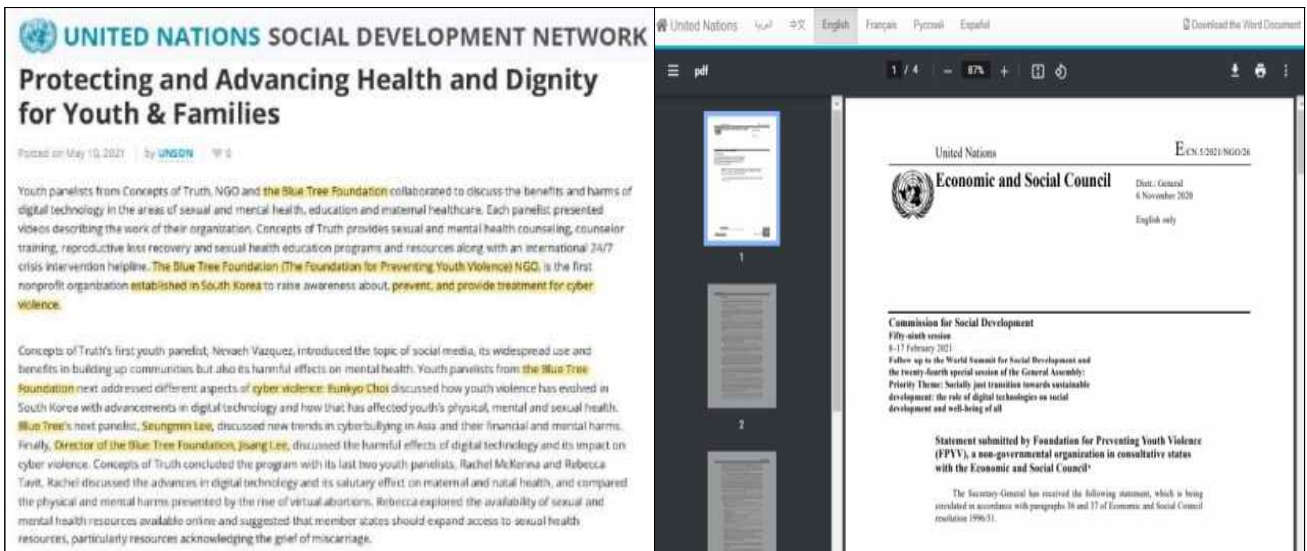 UNITED NATIONS SOCIAL DEVELOPMENT NETWORK
Protecting and Advancing Health and Dignity
for Youth & Families
Posted on May 10, 2021 by UNSDN 0
Youth panelists from Concepts of Truth, NGO and the Blue Tree Foundation collaborated to discuss the benefits and harms of
digital technology in the areas of sexual and mental health, education and maternal healthcare. Each panelist presented
videos describing the work of their organization. Concepts of Truth provides sexual and mental health counseling, counselor
training, reproductive loss recovery and sexual health education programs and resources along with an international 24/7
crisis intervention helpline. The Blue Tree Foundation (The Foundation for Preventing Youth Violence) NGO, is the first
nonprofit organization established in South Korea to raise awareness about, prevent, and provide treatment for cyber
violence.
Concepts of Truth's first youth panelist, Nevaeh Vazquez, introduced the topic of social media, its widespread use and
benefits in building up communities but also its harmful effects on mental health. Youth panelists from the Blue Tree
Foundation next addressed different aspects of cyber violence: Eunkyo Choi discussed how youth violence has evolved in
South Korea with advancements in digital technology and how that has affected youth's physical, mental and sexual health.
Blue Tree's next panelist, Seungmin Lee, discussed new trends in cyberbullying in Asia and their financial and mental harms.
Finally, Director of the Blue Tree Foundation, Jisang Lee, discussed the harmful effects of digital technology and its impact on
cyber violence. Concepts of Truth concluded the program with its last two youth panelists, Rachel McKenna and Rebecca
Tavit. Rachel discussed the advances in digital technology and its salutary effect on maternal and natal health, and compared
the physical and mental harms presented by the rise of virtual abortions. Rebecca explored the availability of sexual and
mental health resources available online and suggested that member states should expand access to sexual health
resources, particularly resources acknowledging the grief of miscarriage.
United Nations العربية 中文 English Français Русский Español Download the Word Document
pdf 1 / 4 − 87% +
1
2
United Nations E/CN.5/2021/NGO/26
Economic and Social Council
Distr.: General
6 November 2020
English only
Commission for Social Development
Fifty-ninth session
8–17 February 2021
Follow up to the World Summit for Social Development and
the twenty-fourth special session of the General Assembly:
Priority Theme: Socially just transition towards sustainable
development: the role of digital technologies on social
development and well-being of all
Statement submitted by Foundation for Preventing Youth Violence
(FPYV), a non-governmental organization in consultative status
with the Economic and Social Council*
The Secretary-General has received the following statement, which is being
circulated in accordance with paragraphs 36 and 37 of Economic and Social Council
resolution 1996/31.